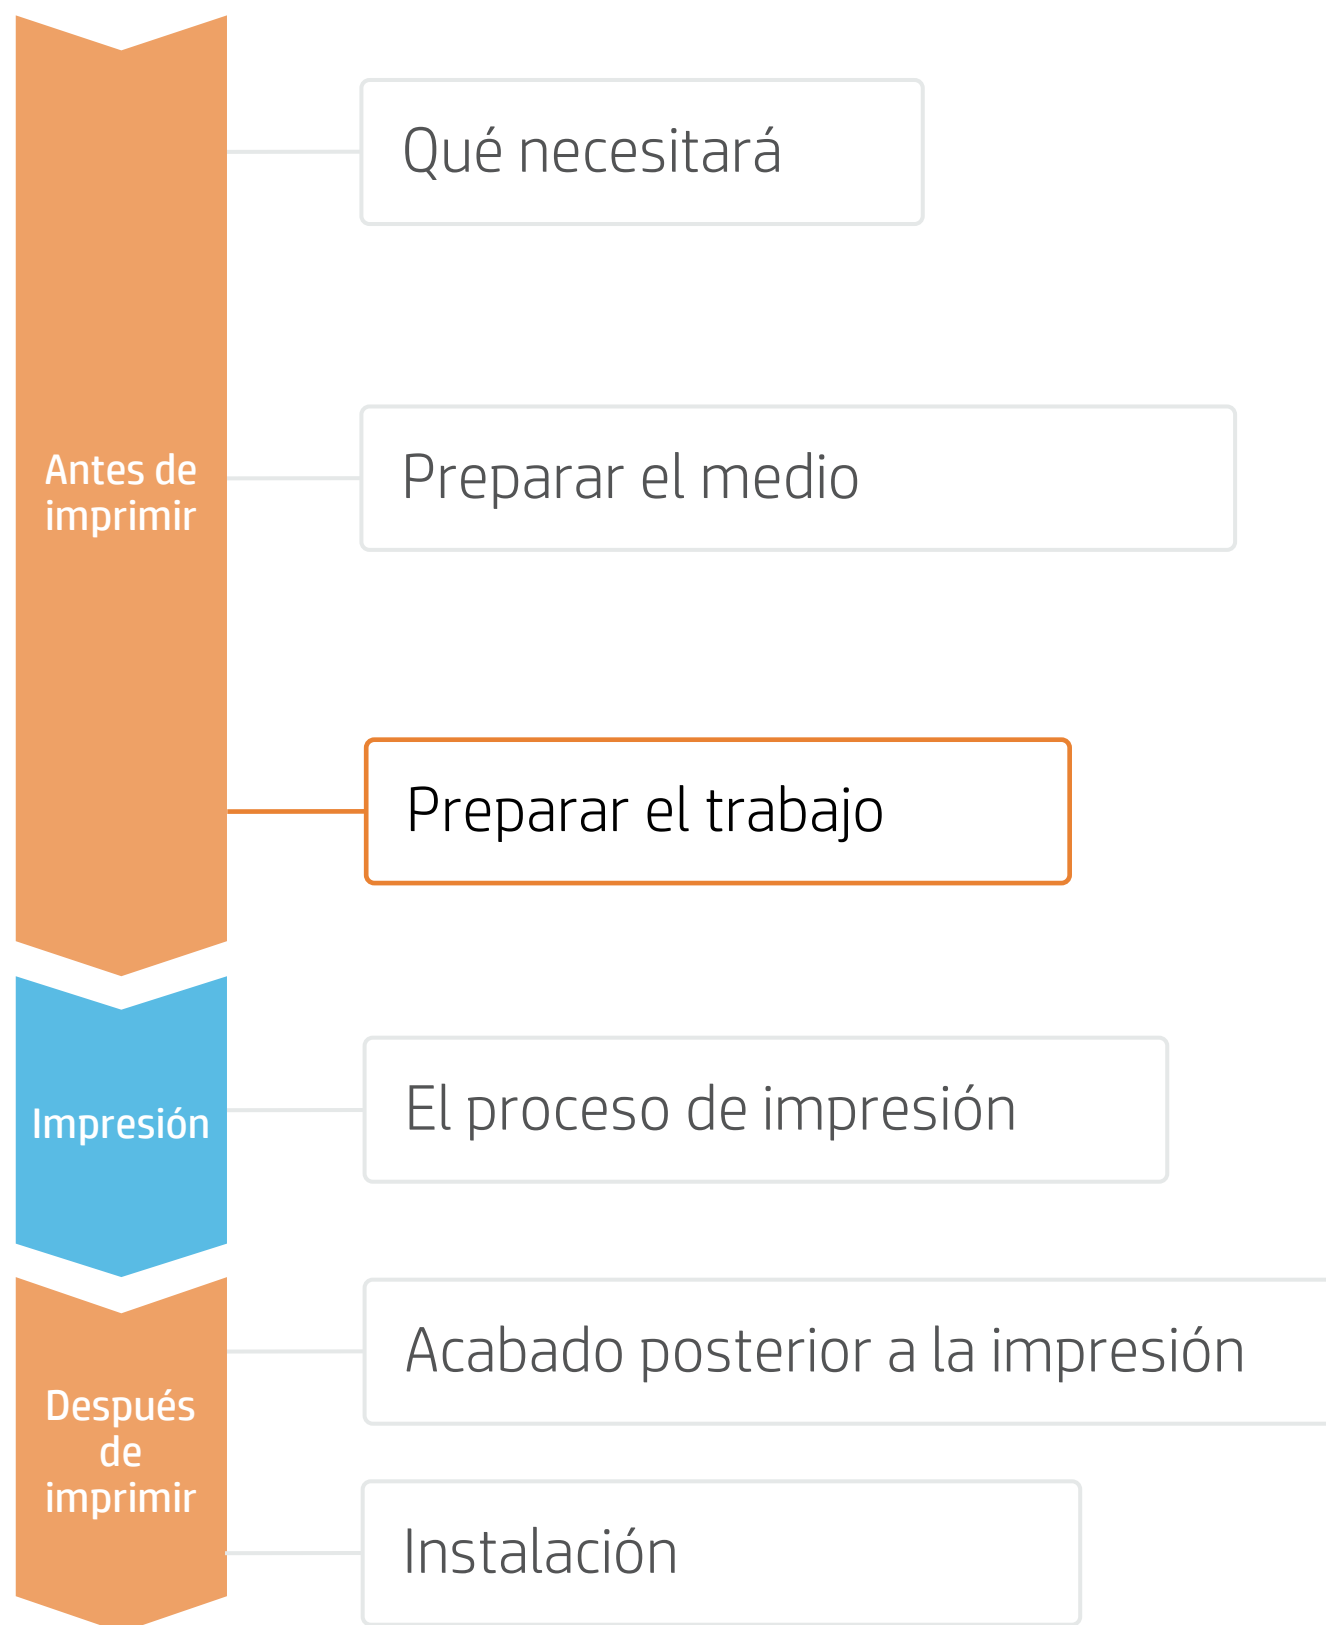 Qué necesitará
Antes de
imprimir
Preparar el medio
Preparar el trabajo
Impresión
El proceso de impresión
Después
de
imprimir
Acabado posterior a la impresión
Instalación